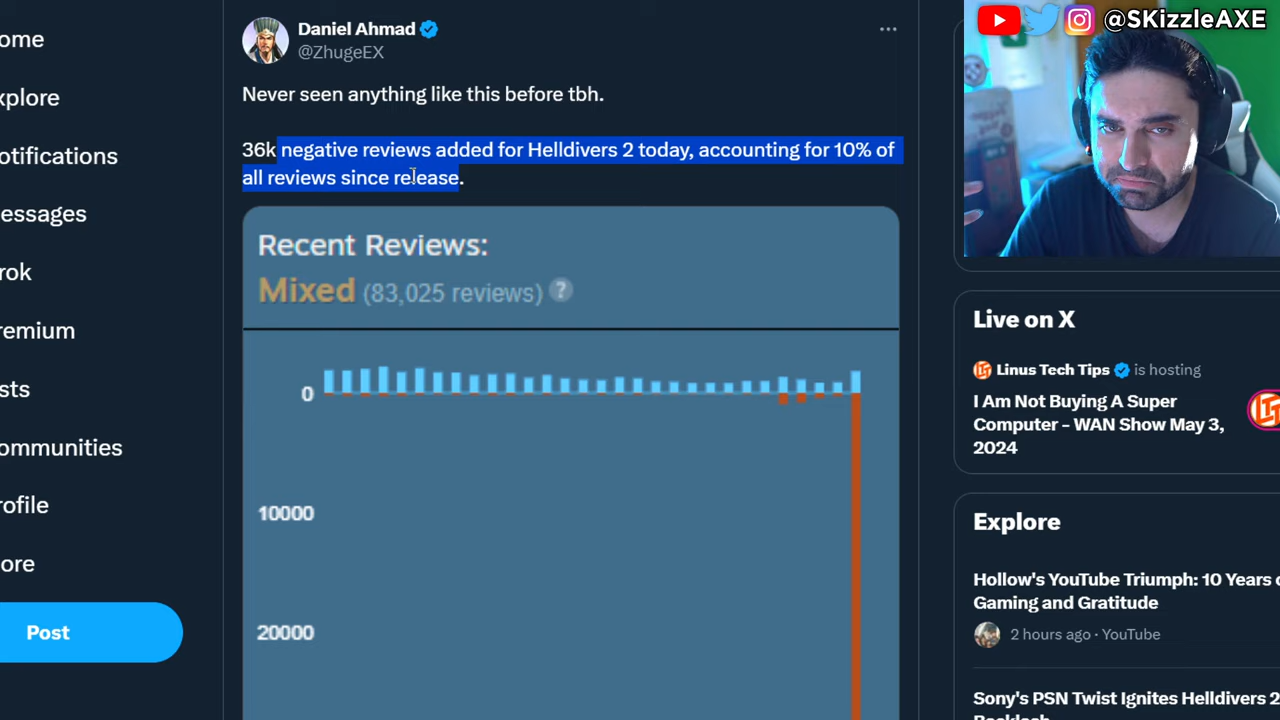 ome
xplore
otifications
essages
rok
remium
sts
ommunities
rofile
ore
Post
Daniel Ahmad
@ZhugeEX
Never seen anything like this before tbh.
36k negative reviews added for Helldivers 2 today, accounting for 10% of
all reviews since release.
Recent Reviews:
Mixed (83,025 reviews) ?
0
10000
20000
@SKizzleAXE
Live on X
Linus Tech Tips is hosting
I Am Not Buying A Super
Computer – WAN Show May 3,
2024
Explore
Hollow's YouTube Triumph: 10 Years o
Gaming and Gratitude
2 hours ago · YouTube
Sony's PSN Twist Ignites Helldivers 2
Backlash